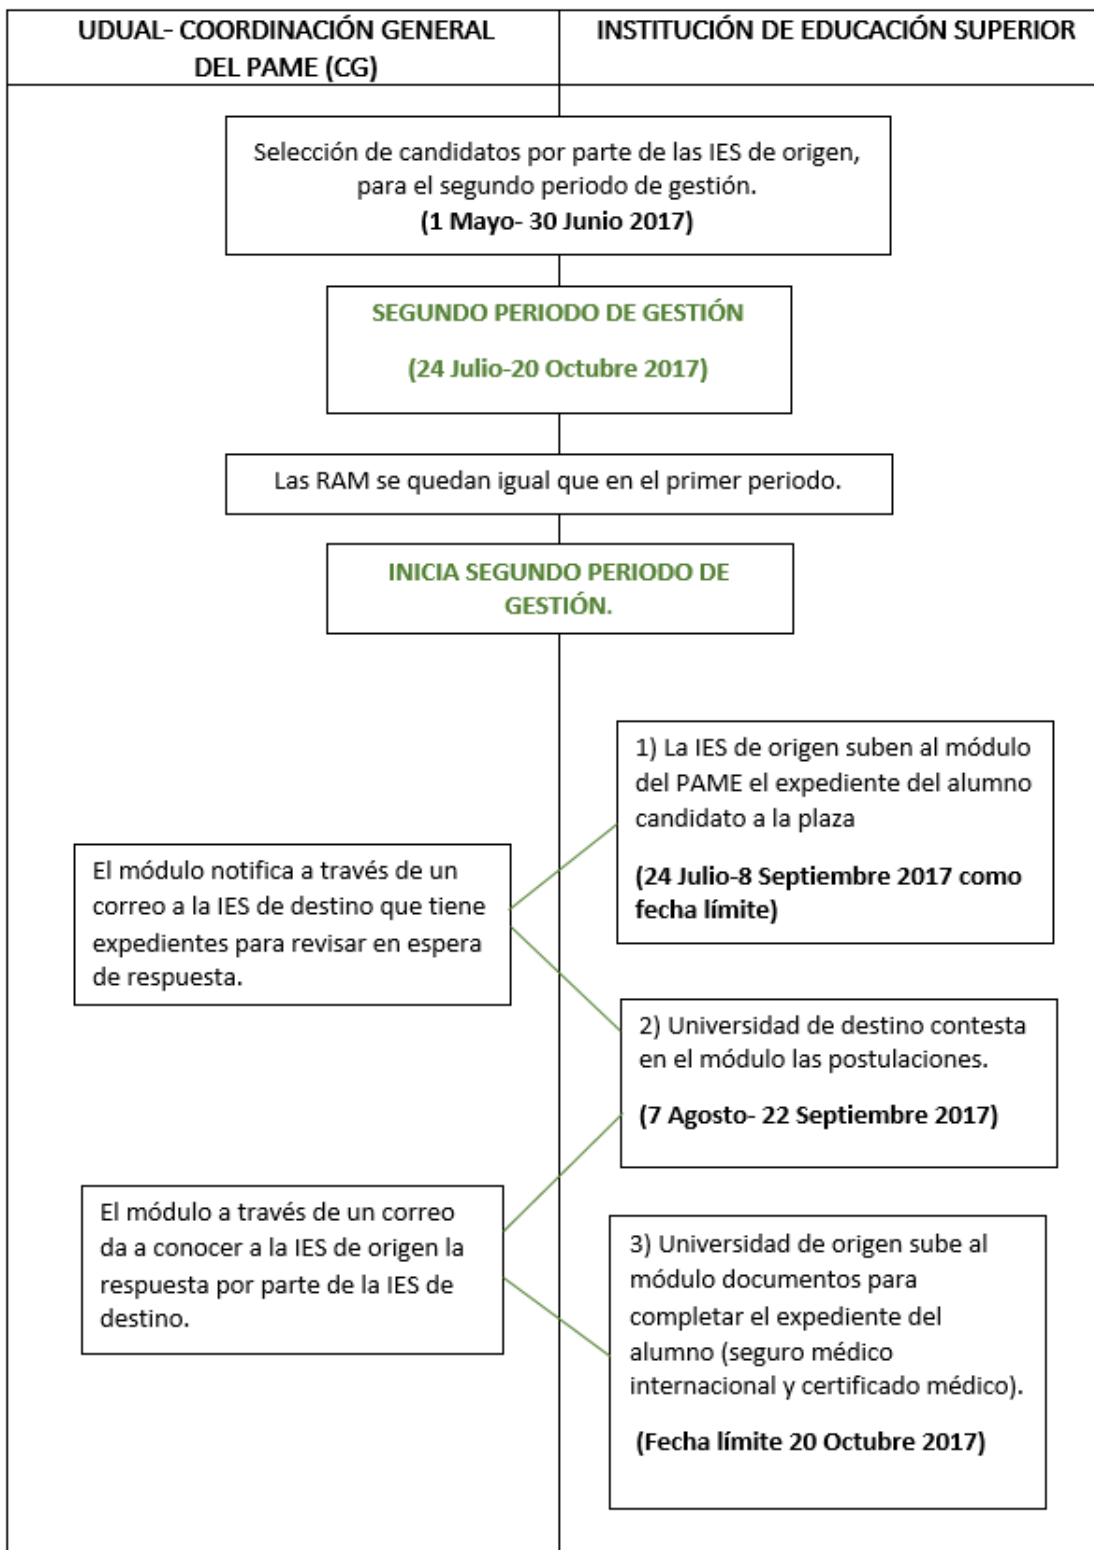 UDUAL- COORDINACIÓN GENERAL
DEL PAME (CG)
INSTITUCIÓN DE EDUCACIÓN SUPERIOR
Selección de candidatos por parte de las IES de origen,
para el segundo periodo de gestión.
(1 Mayo- 30 Junio 2017)
SEGUNDO PERIODO DE GESTIÓN
(24 Julio-20 Octubre 2017)
Las RAM se quedan igual que en el primer periodo.
INICIA SEGUNDO PERIODO DE
GESTIÓN.
1) La IES de origen suben al módulo
del PAME el expediente del alumno
candidato a la plaza
(24 Julio-8 Septiembre 2017 como
fecha límite)
El módulo notifica a través de un
correo a la IES de destino que tiene
expedientes para revisar en espera
de respuesta.
2) Universidad de destino contesta
en el módulo las postulaciones.
(7 Agosto- 22 Septiembre 2017)
El módulo a través de un correo
da a conocer a la IES de origen la
respuesta por parte de la IES de
destino.
3) Universidad de origen sube al
módulo documentos para
completar el expediente del
alumno (seguro médico
internacional y certificado médico).
(Fecha límite 20 Octubre 2017)